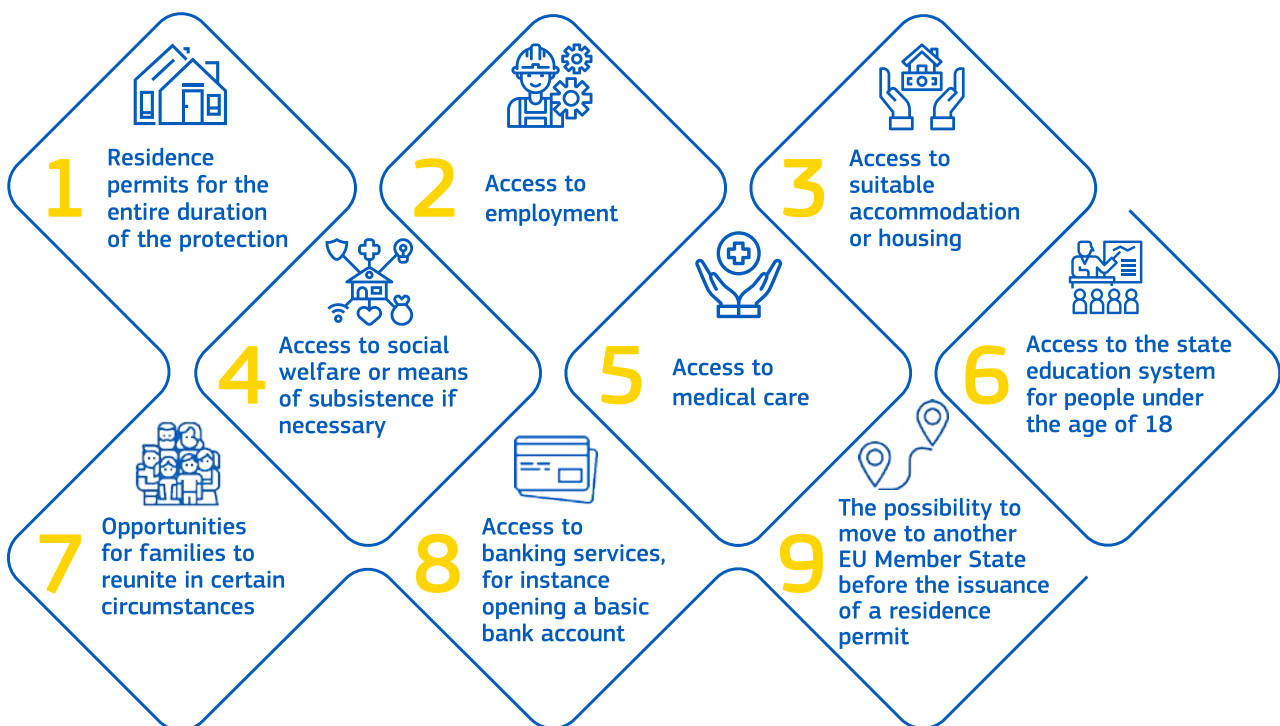 1
Residence
permits for the
entire duration
of the protection
2
Access to
employment
3
Access to
suitable
accommodation
or housing
4
Access to social
welfare or means
of subsistence if
necessary
5
Access to
medical care
6
Access to the state
education system
for people under
the age of 18
7
Opportunities
for families to
reunite in certain
circumstances
8
Access to
banking services,
for instance
opening a basic
bank account
9
The possibility to
move to another
EU Member State
before the issuance
of a residence
permit